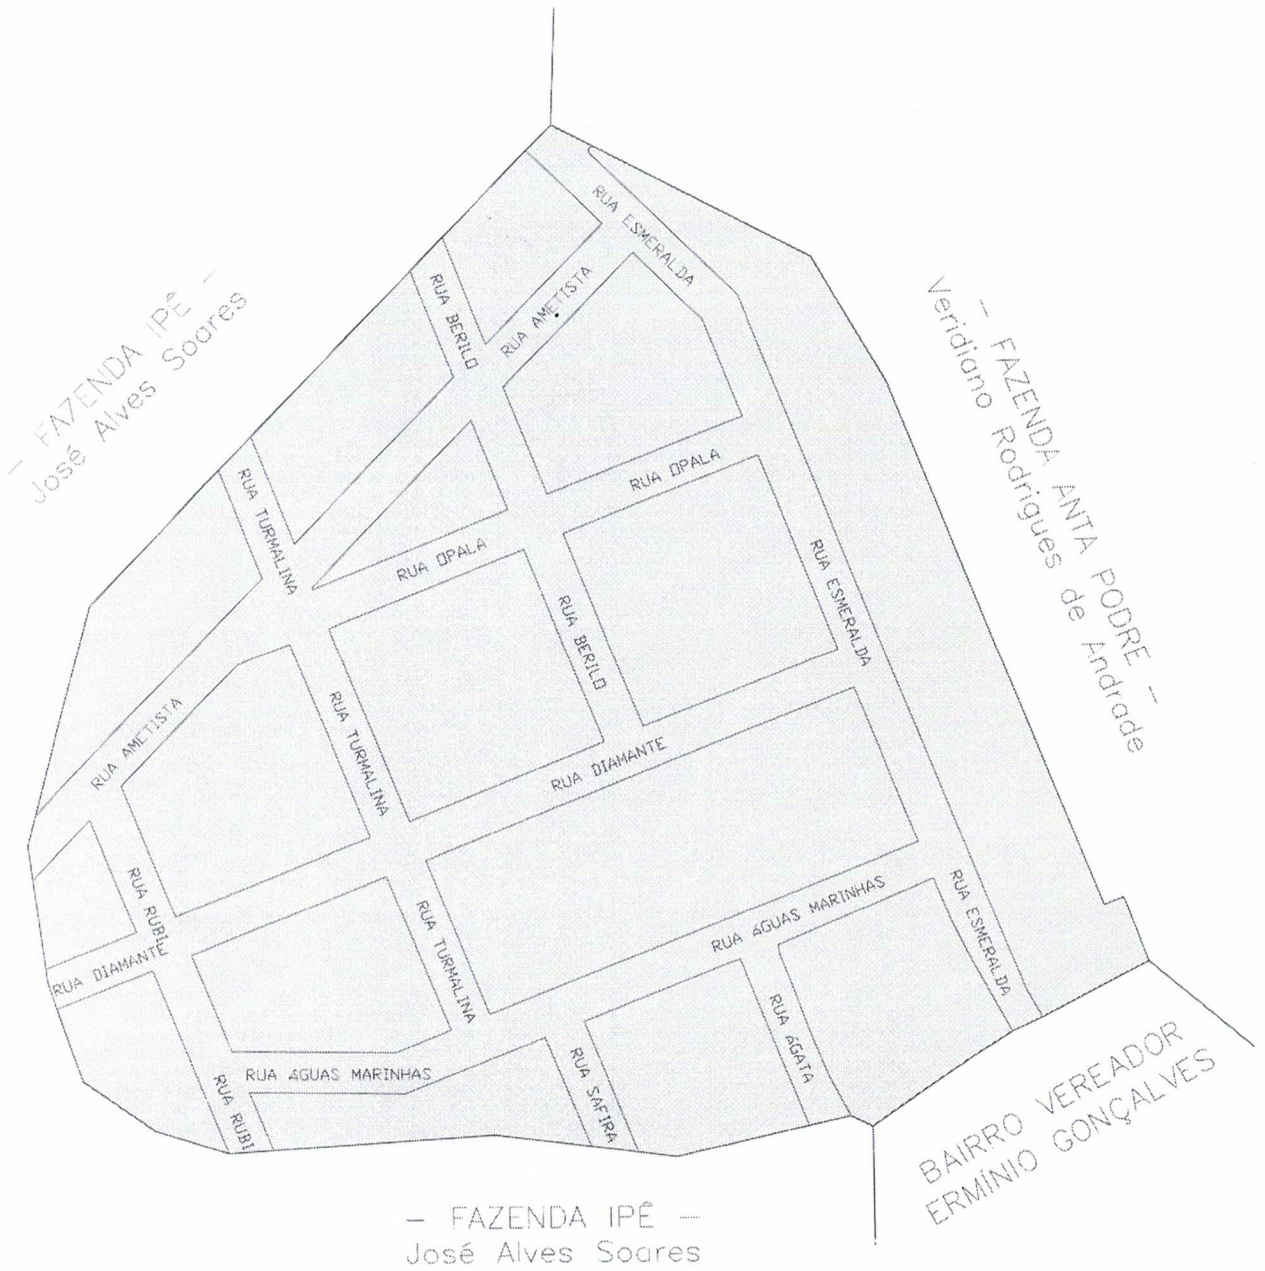 RUA ESMERALDA
RUA BERILO
RUA AMETISTA
– FAZENDA IPÊ –
José Alves Soares
– FAZENDA ANTA PODRE –
Veridiano Rodrigues de Andrade
RUA OPALA
RUA TURMALINA
RUA OPALA
RUA ESMERALDA
RUA BERILO
RUA AMETISTA
RUA TURMALINA
RUA DIAMANTE
RUA RUBI
RUA ÁGUAS MARINHAS
RUA ESMERALDA
RUA TURMALINA
RUA DIAMANTE
RUA ÁGATA
RUA SAFIRA
RUA ÁGUAS MARINHAS
RUA RUBI
BAIRRO VEREADOR
ERMÍNIO GONÇALVES
– FAZENDA IPÊ –
José Alves Soares